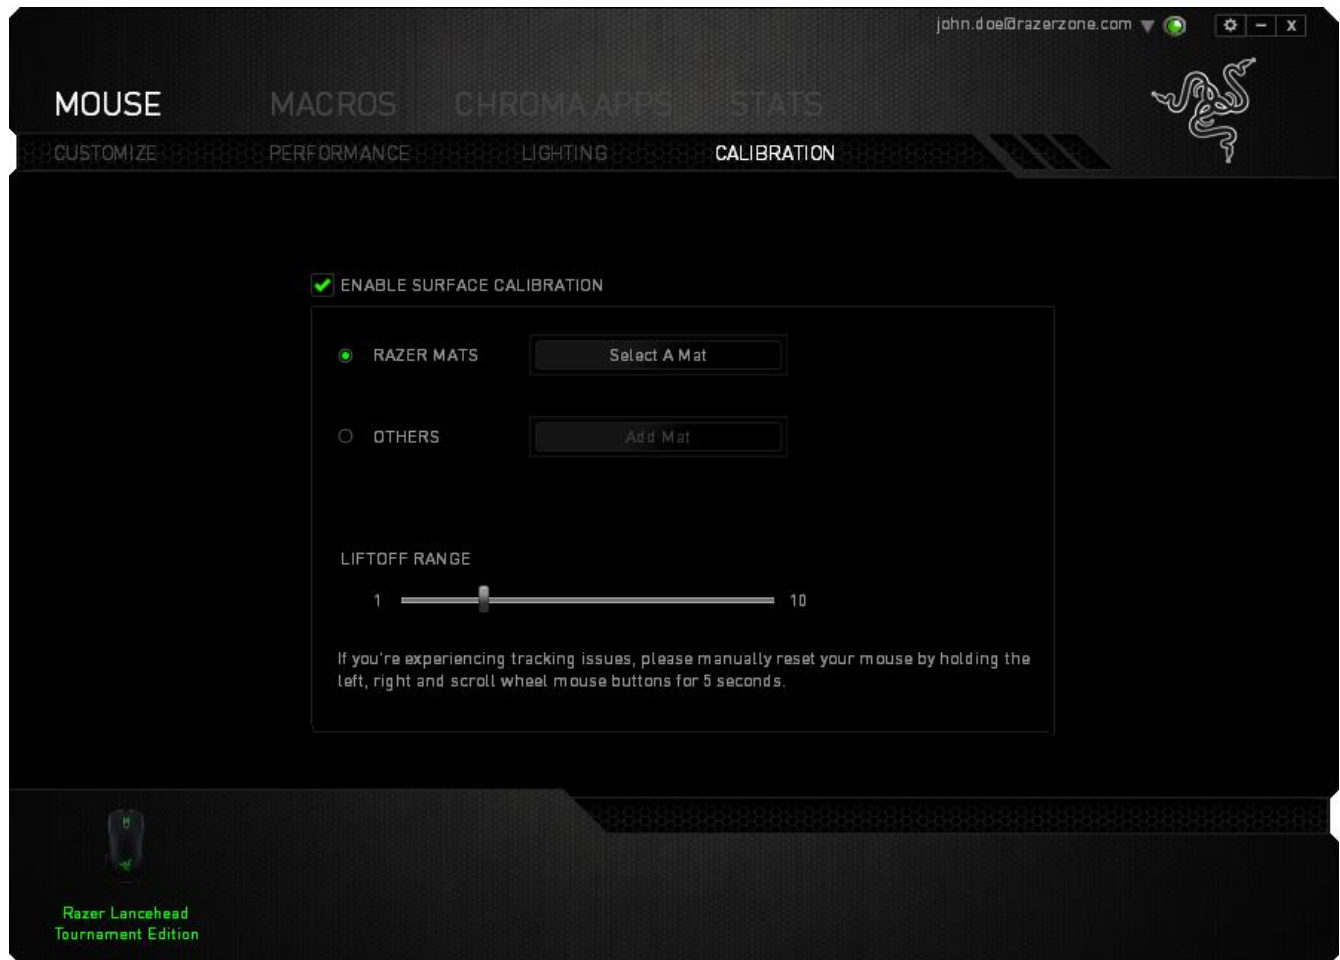 john.doe@razerzone.com
MOUSE MACROS CHROMA APPS STATS
CUSTOMIZE PERFORMANCE LIGHTING CALIBRATION
ENABLE SURFACE CALIBRATION
RAZER MATS Select A Mat
OTHERS Add Mat
LIFTOFF RANGE
1 10
If you're experiencing tracking issues, please manually reset your mouse by holding the
left, right and scroll wheel mouse buttons for 5 seconds.
Razer Lancehead
Tournament Edition